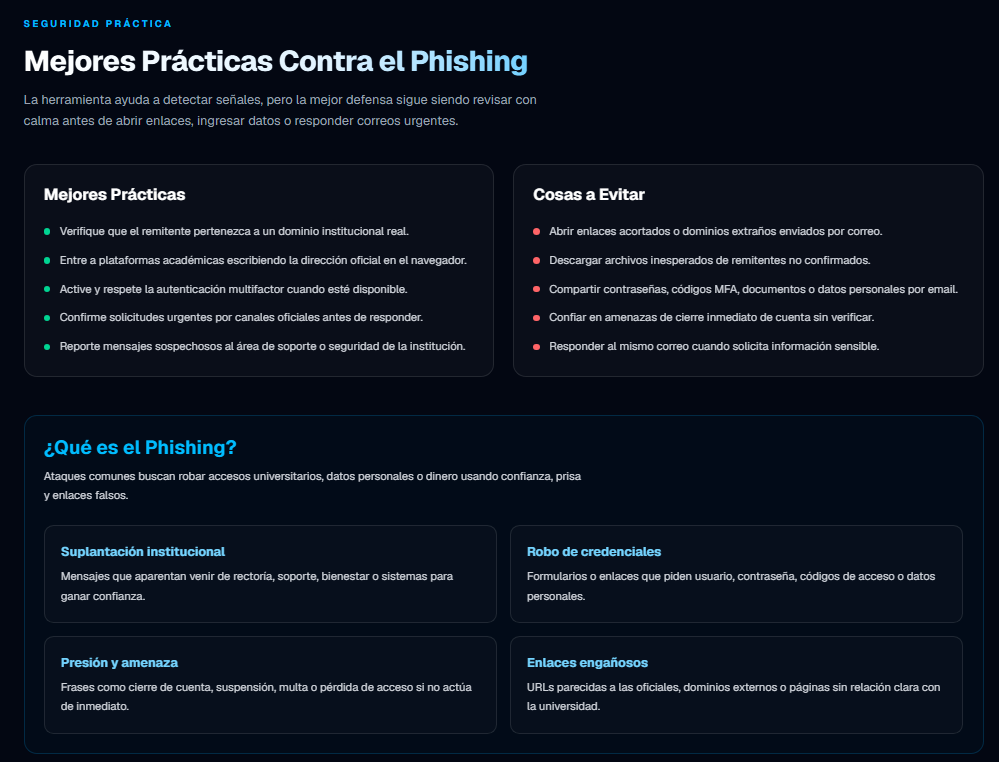 SEGURIDAD PRÁCTICA
Mejores Prácticas Contra el Phishing
La herramienta ayuda a detectar señales, pero la mejor defensa sigue siendo revisar con
calma antes de abrir enlaces, ingresar datos o responder correos urgentes.
Mejores Prácticas
Verifique que el remitente pertenezca a un dominio institucional real.
Entre a plataformas académicas escribiendo la dirección oficial en el navegador.
Active y respete la autenticación multifactor cuando esté disponible.
Confirme solicitudes urgentes por canales oficiales antes de responder.
Reporte mensajes sospechosos al área de soporte o seguridad de la institución.
Cosas a Evitar
Abrir enlaces acortados o dominios extraños enviados por correo.
Descargar archivos inesperados de remitentes no confirmados.
Compartir contraseñas, códigos MFA, documentos o datos personales por email.
Confiar en amenazas de cierre inmediato de cuenta sin verificar.
Responder al mismo correo cuando solicita información sensible.
¿Qué es el Phishing?
Ataques comunes buscan robar accesos universitarios, datos personales o dinero usando confianza, prisa
y enlaces falsos.
Suplantación institucional
Mensajes que aparentan venir de rectoría, soporte, bienestar o sistemas para
ganar confianza.
Robo de credenciales
Formularios o enlaces que piden usuario, contraseña, códigos de acceso o datos
personales.
Presión y amenaza
Frases como cierre de cuenta, suspensión, multa o pérdida de acceso si no actúa
de inmediato.
Enlaces engañosos
URLs parecidas a las oficiales, dominios externos o páginas sin relación clara con
la universidad.